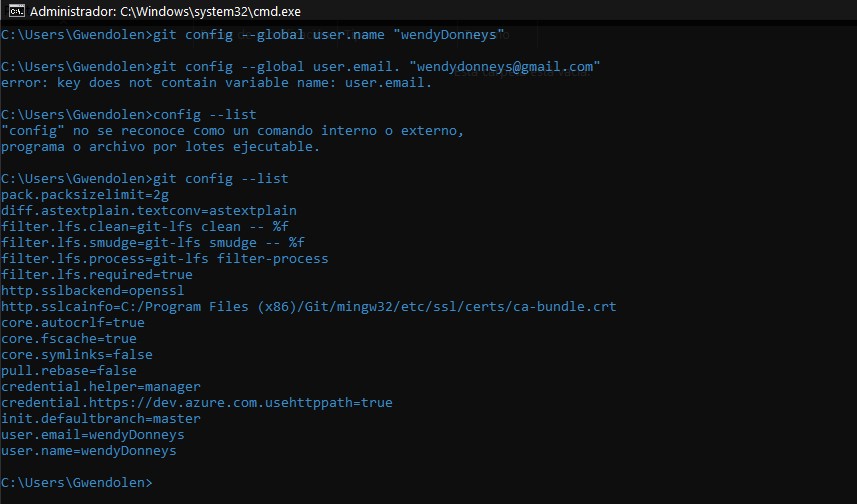 Administrador: C:\Windows\system32\cmd.exe
C:\Users\Gwendolen>git config --global user.name "wendyDonneys"
C:\Users\Gwendolen>git config --global user.email. "wendydonneys@gmail.com"
error: key does not contain variable name: user.email.
C:\Users\Gwendolen>config --list
"config" no se reconoce como un comando interno o externo,
programa o archivo por lotes ejecutable.
C:\Users\Gwendolen>git config --list
pack.packsizelimit=2g
diff.astextplain.textconv=astextplain
filter.lfs.clean=git-lfs clean -- %f
filter.lfs.smudge=git-lfs smudge -- %f
filter.lfs.process=git-lfs filter-process
filter.lfs.required=true
http.sslbackend=openssl
http.sslcainfo=C:/Program Files (x86)/Git/mingw32/etc/ssl/certs/ca-bundle.crt
core.autocrlf=true
core.fscache=true
core.symlinks=false
pull.rebase=false
credential.helper=manager
credential.https://dev.azure.com.usehttppath=true
init.defaultbranch=master
user.email=wendyDonneys
user.name=wendyDonneys
C:\Users\Gwendolen>